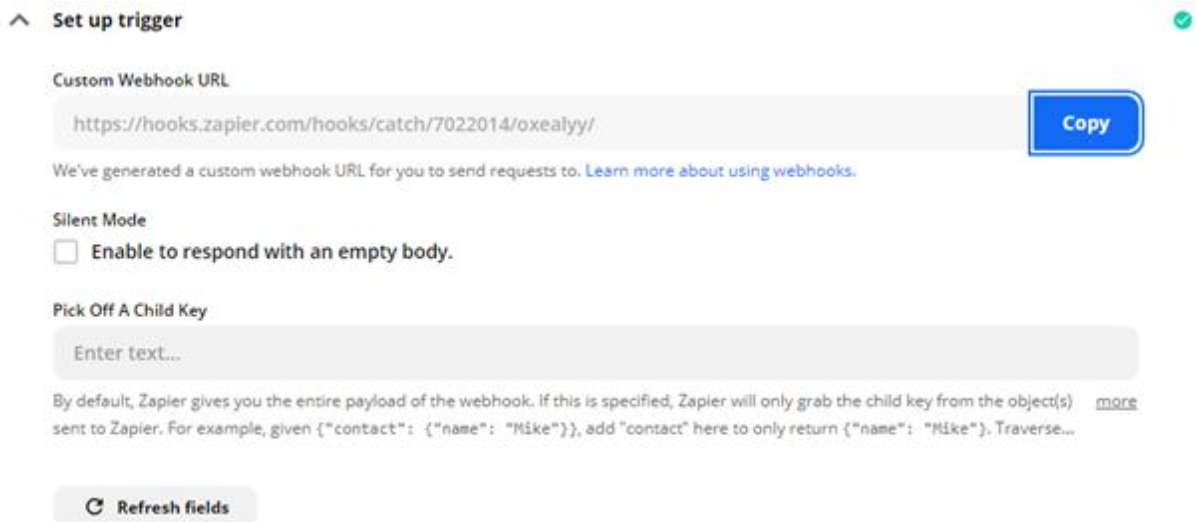 Set up trigger
Custom Webhook URL
https://hooks.zapier.com/hooks/catch/7022014/oxealyy/
Copy
We've generated a custom webhook URL for you to send requests to. Learn more about using webhooks.
Silent Mode
Enable to respond with an empty body.
Pick Off A Child Key
Enter text...
By default, Zapier gives you the entire payload of the webhook. If this is specified, Zapier will only grab the child key from the object(s) more
sent to Zapier. For example, given {"contact": {"name": "Mike"}}, add "contact" here to only return {"name": "Mike"}. Traverse...
Refresh fields